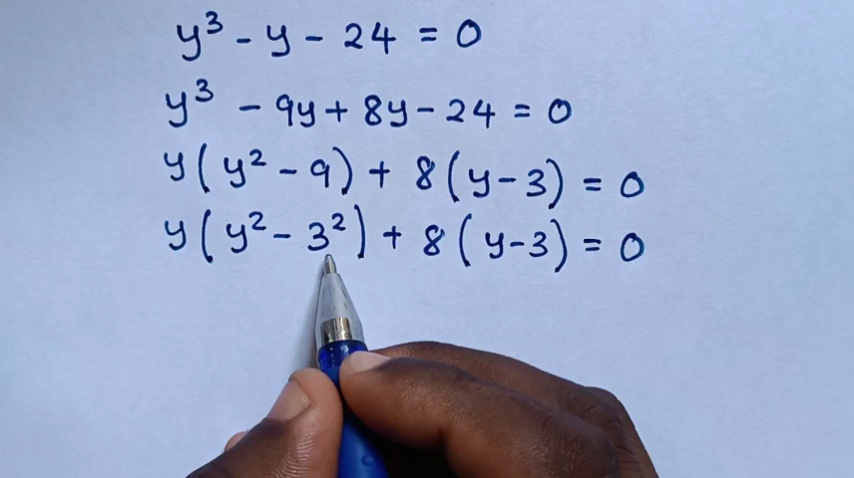 y³ - y - 24 = 0
y³ - 9y + 8y - 24 = 0
y(y² - 9) + 8(y - 3) = 0
y(y² - 3²) + 8(y - 3) = 0